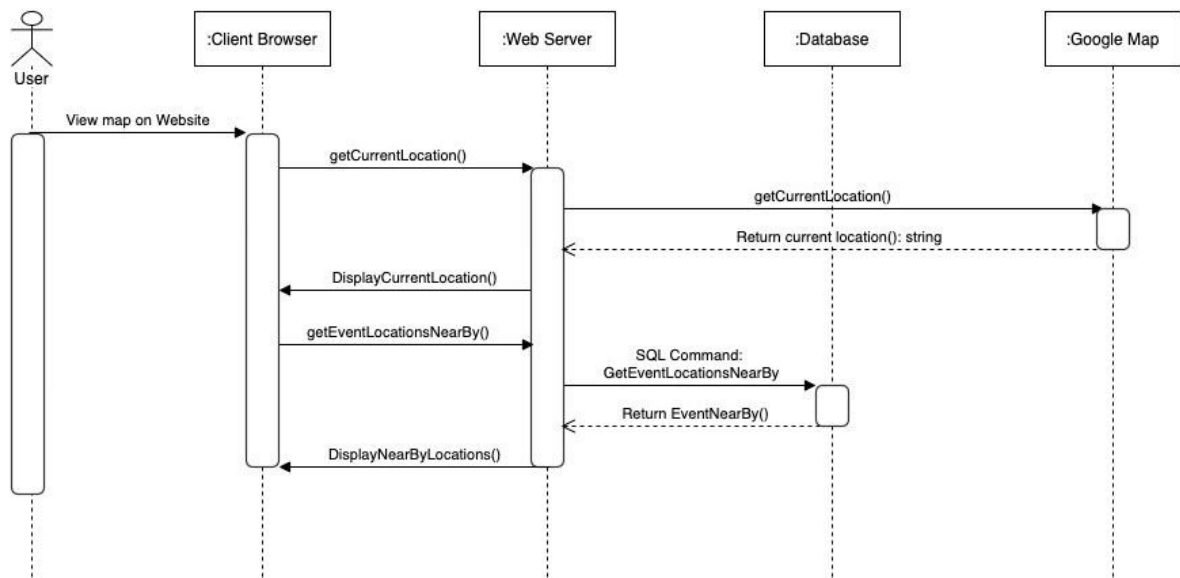 :Client Browser
:Web Server
:Database
:Google Map
User
View map on Website
getCurrentLocation()
getCurrentLocation()
Return current location(): string
DisplayCurrentLocation()
getEventLocationsNearBy()
SQL Command:
GetEventLocationsNearBy
Return EventNearBy()
DisplayNearByLocations()